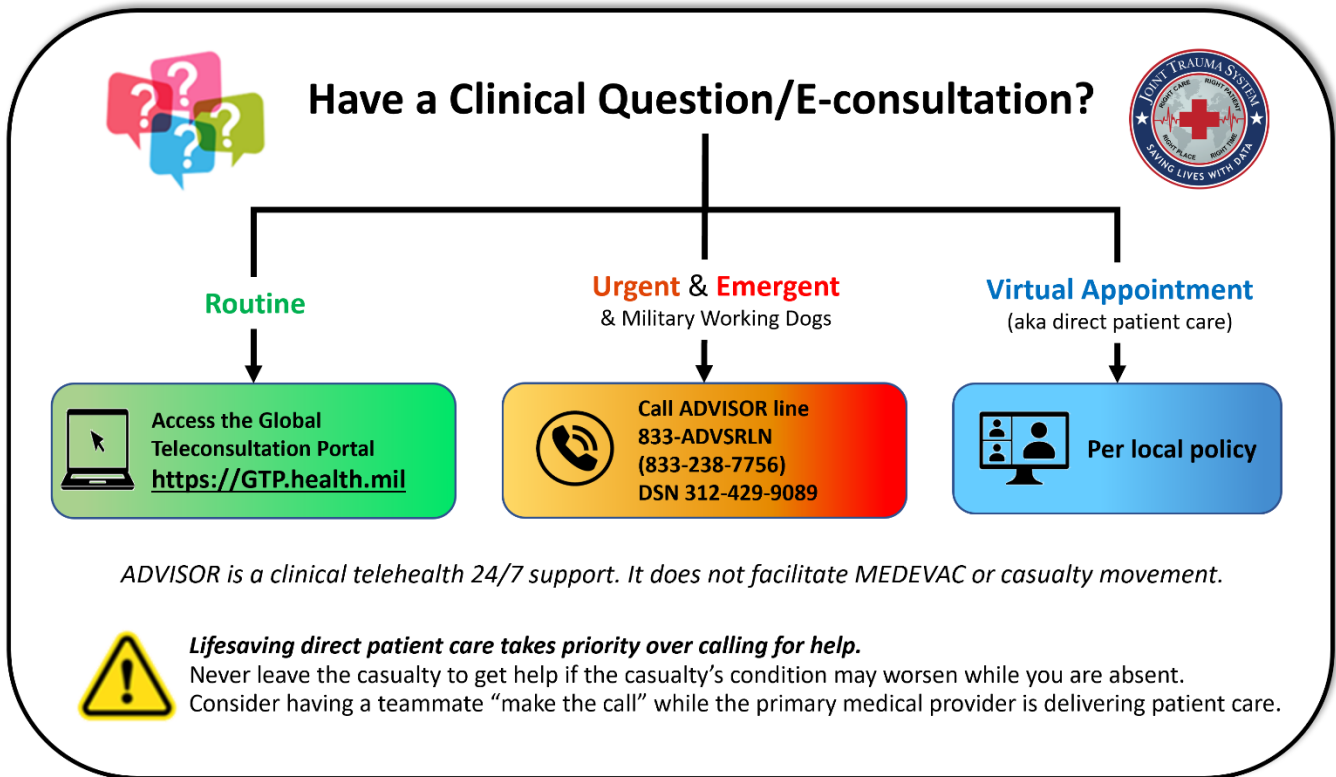 Have a Clinical Question/E-consultation?
JOINT TRAUMA SYSTEM
RIGHT CARE
RIGHT PATIENT
RIGHT PLACE
RIGHT TIME
SAVING LIVES WITH DATA
? ? ? ?
Routine
Access the Global
Teleconsultation Portal
https://GTP.health.mil
Urgent & Emergent
& Military Working Dogs
Call ADVISOR line
833-ADVSRLN
(833-238-7756)
DSN 312-429-9089
Virtual Appointment
(aka direct patient care)
Per local policy
ADVISOR is a clinical telehealth 24/7 support. It does not facilitate MEDEVAC or casualty movement.
!
Lifesaving direct patient care takes priority over calling for help.
Never leave the casualty to get help if the casualty’s condition may worsen while you are absent.
Consider having a teammate “make the call” while the primary medical provider is delivering patient care.